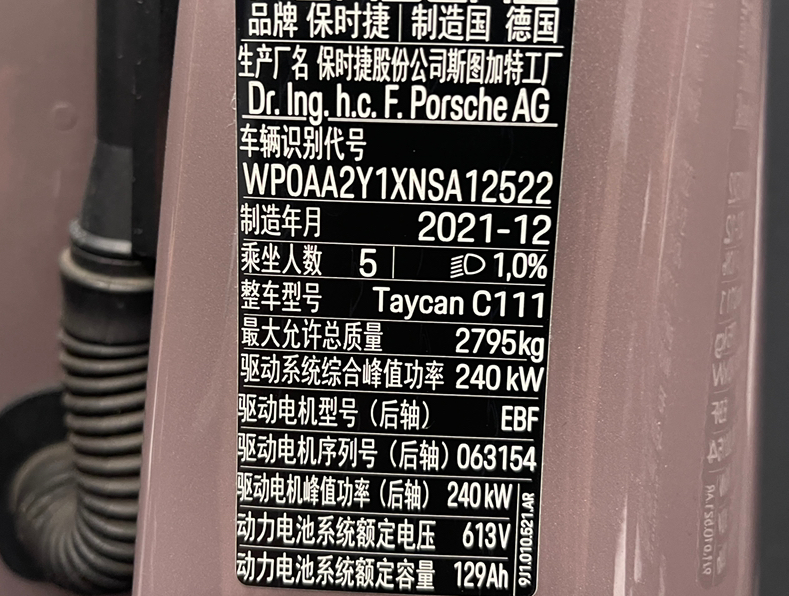 品牌 保时捷 制造国 德国
生产厂名 保时捷股份公司斯图加特工厂
Dr. Ing. h.c. F. Porsche AG
车辆识别代号
WP0AA2Y1XNSA12522
制造年月 2021-12
乘坐人数 5 1,0%
整车型号 Taycan C111
最大允许总质量 2795kg
驱动系统综合峰值功率 240 kW
驱动电机型号（后轴） EBF
驱动电机序列号（后轴） 063154
驱动电机峰值功率（后轴） 240 kW
动力电池系统额定电压 613V
动力电池系统额定容量 129Ah
9J1.010.521.AR